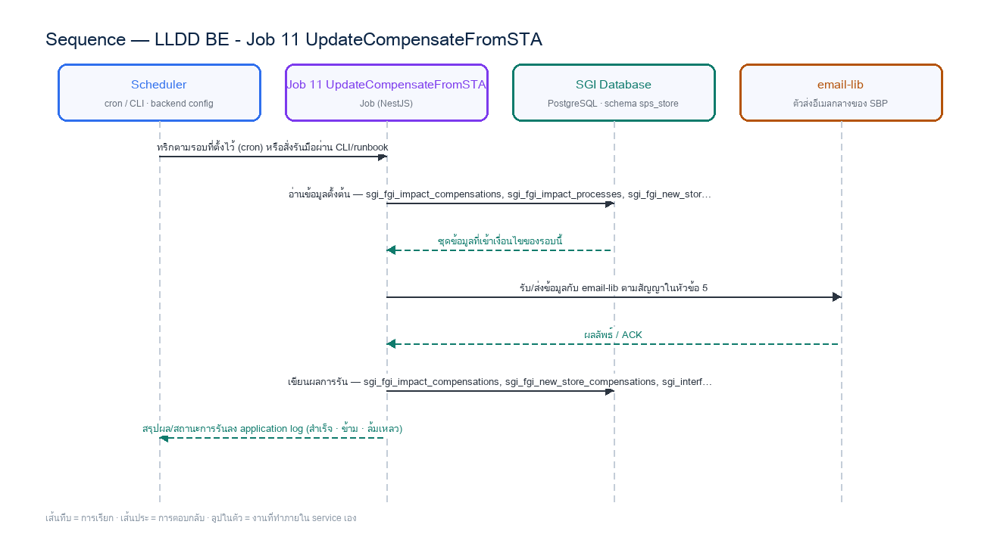 Sequence — LLDD BE - Job 11 UpdateCompensateFromSTA
Scheduler
cron / CLI · backend config
Job 11 UpdateCompensateFromSTA
Job (NestJS)
SGI Database
PostgreSQL · schema sps_store
email-lib
ตัวส่งอีเมลกลางของ SBP
ทริกตามรอบที่ตั้งไว้ (cron) หรือสั่งรันมือผ่าน CLI/runbook
อ่านข้อมูลตั้งต้น — sgi_fgi_impact_compensations, sgi_fgi_impact_processes, sgi_fgi_new_stor…
ชุดข้อมูลที่เข้าเงื่อนไขของรอบนี้
รับ/ส่งข้อมูลกับ email-lib ตามสัญญาในหัวข้อ 5
ผลลัพธ์ / ACK
เขียนผลการรัน — sgi_fgi_impact_compensations, sgi_fgi_new_store_compensations, sgi_interf…
สรุปผล/สถานะการรันลง application log (สำเร็จ · ข้าม · ล้มเหลว)
เส้นทึบ = การเรียก · เส้นประ = การตอบกลับ · ลูปในตัว = งานที่ทำภายใน service เอง